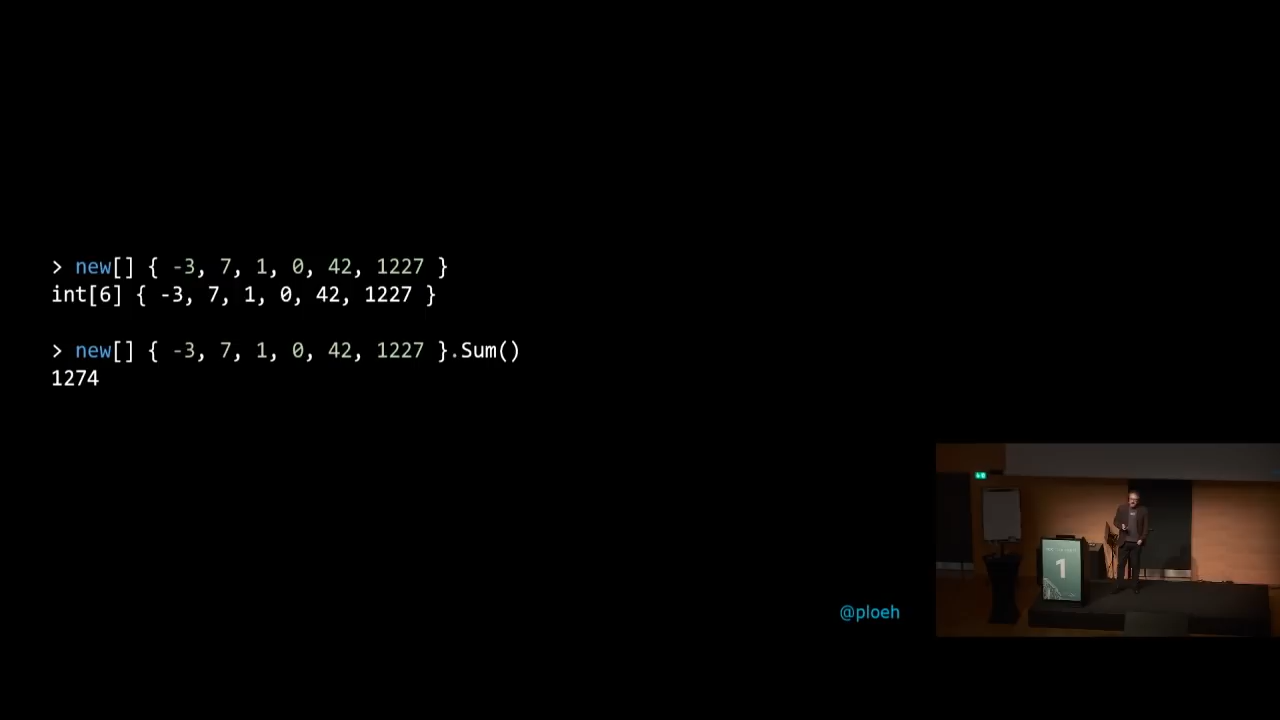 > new[] { -3, 7, 1, 0, 42, 1227 }
int[6] { -3, 7, 1, 0, 42, 1227 }
> new[] { -3, 7, 1, 0, 42, 1227 }.Sum()
1274
@ploeh
1